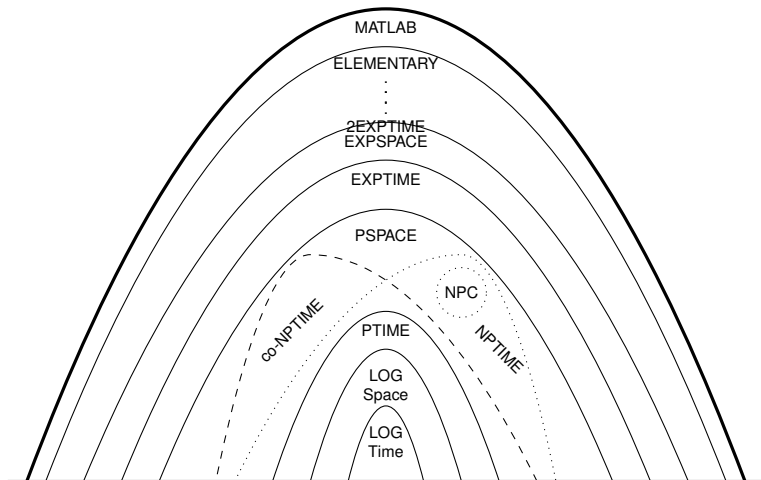 MATLAB
ELEMENTARY
2EXPTIME
EXPSPACE
EXPTIME
PSPACE
NPC
co-NPTIME
PTIME
NPTIME
LOG
Space
LOG
Time